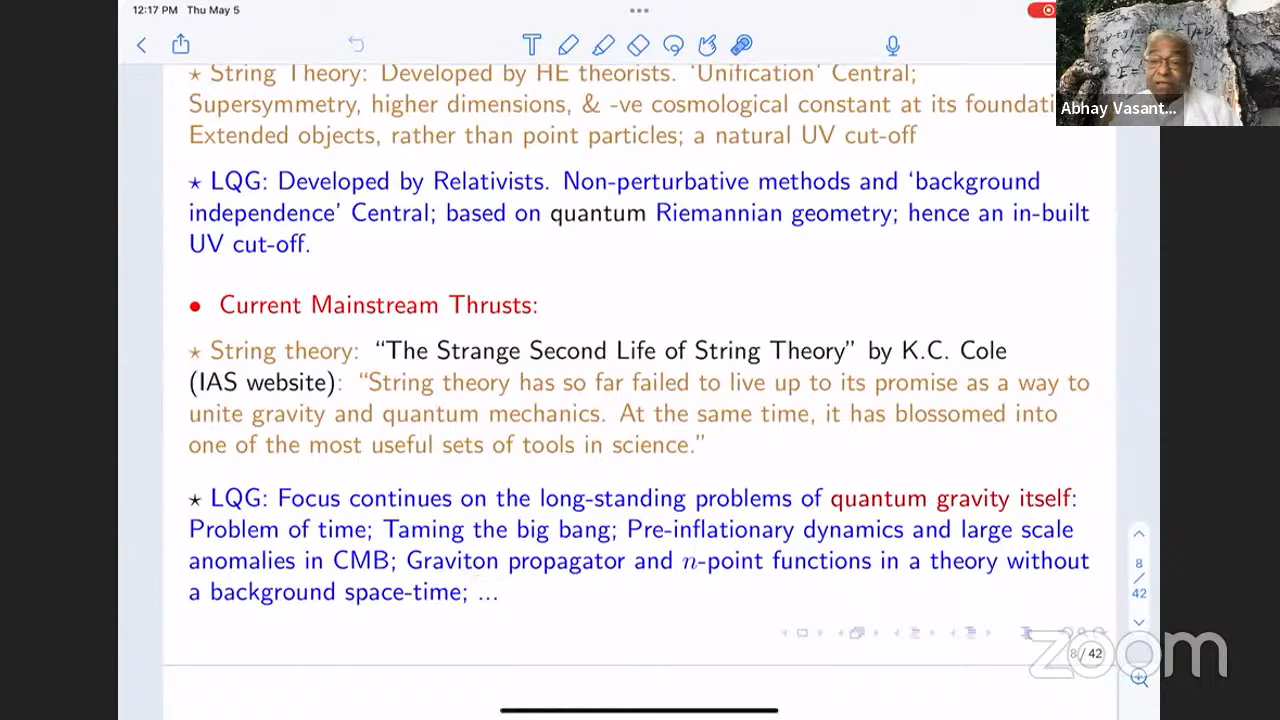 12:17 PM Thu May 5
⋆ String Theory: Developed by HE theorists. 'Unification' Central;
Supersymmetry, higher dimensions, & -ve cosmological constant at its foundati
Extended objects, rather than point particles; a natural UV cut-off
Abhay Vasant...
⋆ LQG: Developed by Relativists. Non-perturbative methods and 'background
independence' Central; based on quantum Riemannian geometry; hence an in-built
UV cut-off.
• Current Mainstream Thrusts:
⋆ String theory: "The Strange Second Life of String Theory" by K.C. Cole
(IAS website): "String theory has so far failed to live up to its promise as a way to
unite gravity and quantum mechanics. At the same time, it has blossomed into
one of the most useful sets of tools in science."
⋆ LQG: Focus continues on the long-standing problems of quantum gravity itself:
Problem of time; Taming the big bang; Pre-inflationary dynamics and large scale
anomalies in CMB; Graviton propagator and n-point functions in a theory without
a background space-time; ...
8
/
42
8 / 42
zoom